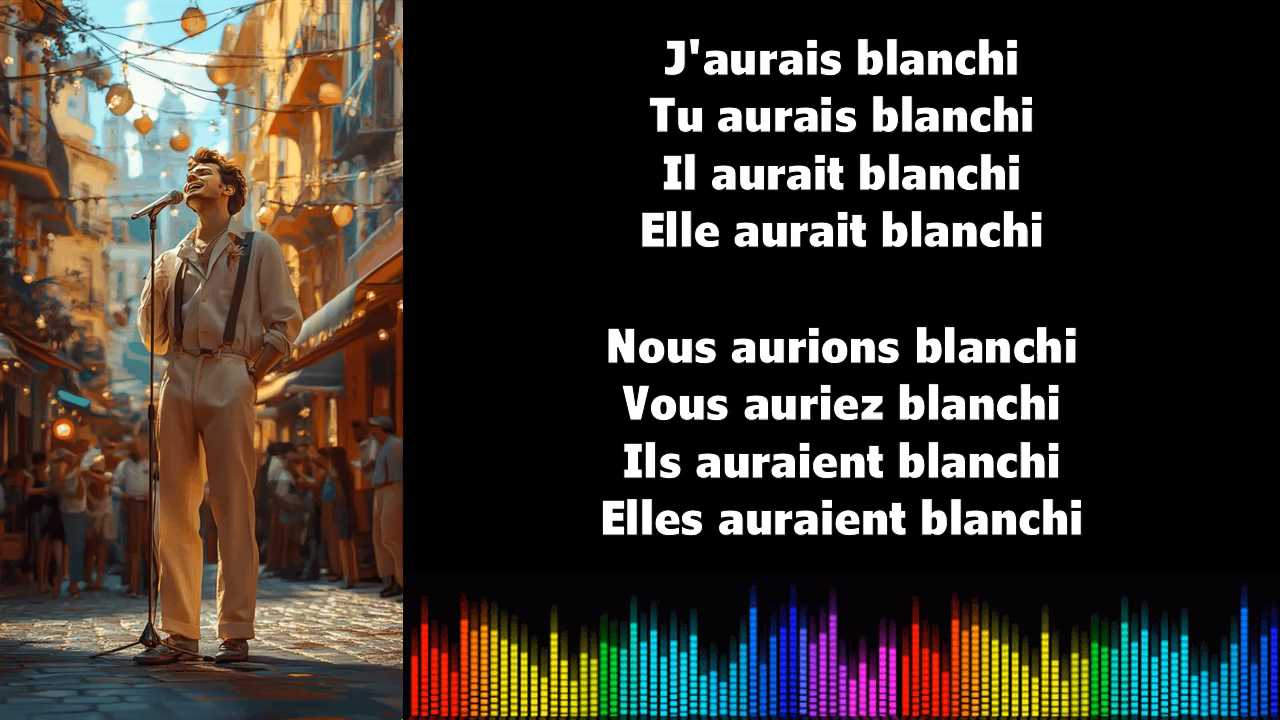 J'aurais blanchi
Tu aurais blanchi
Il aurait blanchi
Elle aurait blanchi
Nous aurions blanchi
Vous auriez blanchi
Ils auraient blanchi
Elles auraient blanchi